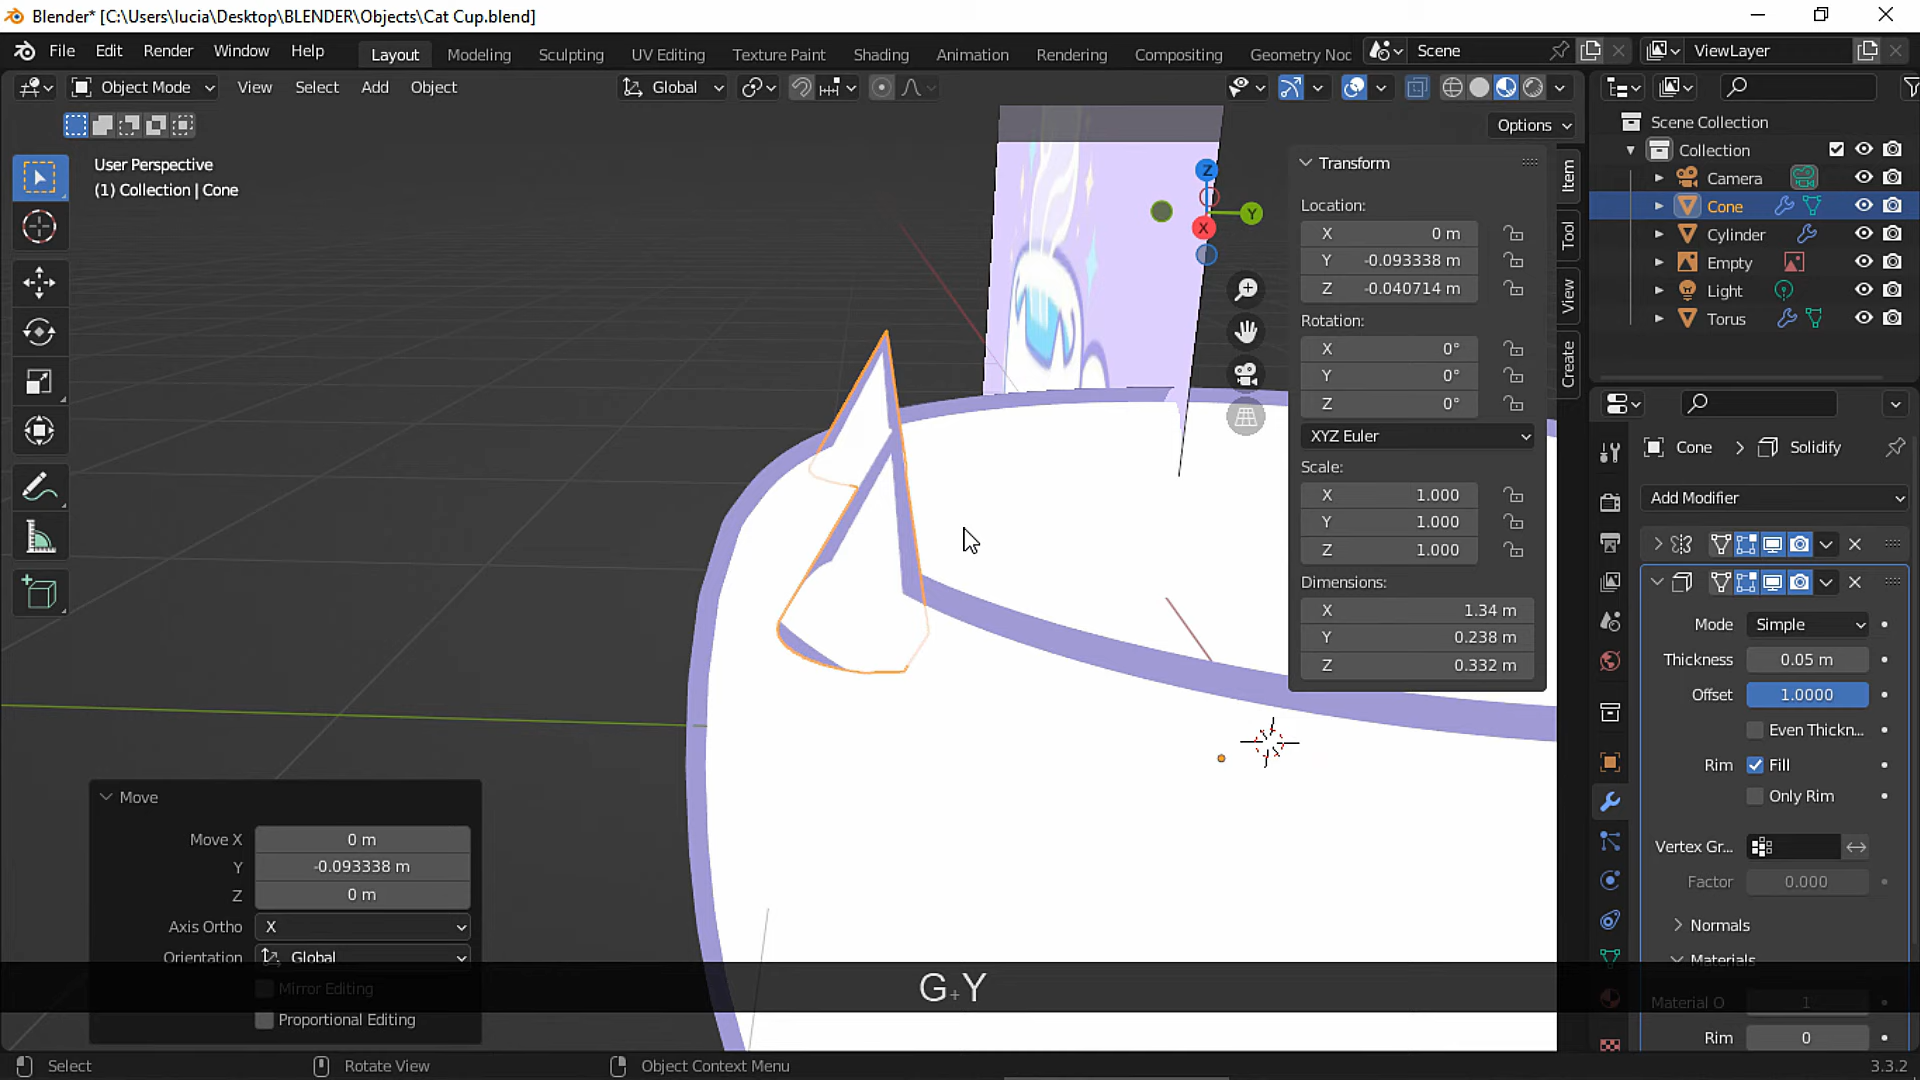 Blender* [C:\Users\lucia\Desktop\BLENDER\Objects\Cat Cup.blend]
File Edit Render Window Help
Layout Modeling Sculpting UV Editing Texture Paint Shading Animation Rendering Compositing Geometry Noc
Scene
ViewLayer
Object Mode View Select Add Object
Global
Options
User Perspective
(1) Collection | Cone
Z
Y
X
Transform
Location:
X 0 m
Y -0.093338 m
Z -0.040714 m
Rotation:
X 0°
Y 0°
Z 0°
XYZ Euler
Scale:
X 1.000
Y 1.000
Z 1.000
Dimensions:
X 1.34 m
Y 0.238 m
Z 0.332 m
Item
Tool
View
Create
Scene Collection
Collection
Camera
Cone
Cylinder
Empty
Light
Torus
Cone > Solidify
Add Modifier
Mode Simple
Thickness 0.05 m
Offset 1.0000
Even Thickn...
Rim Fill
Only Rim
Vertex Gr...
Factor 0.000
Normals
Materials
Material O 1
Rim 0
Move
Move X 0 m
Y -0.093338 m
Z 0 m
Axis Ortho X
Orientation Global
Mirror Editing
Proportional Editing
G+Y
Select Rotate View Object Context Menu
3.3.2